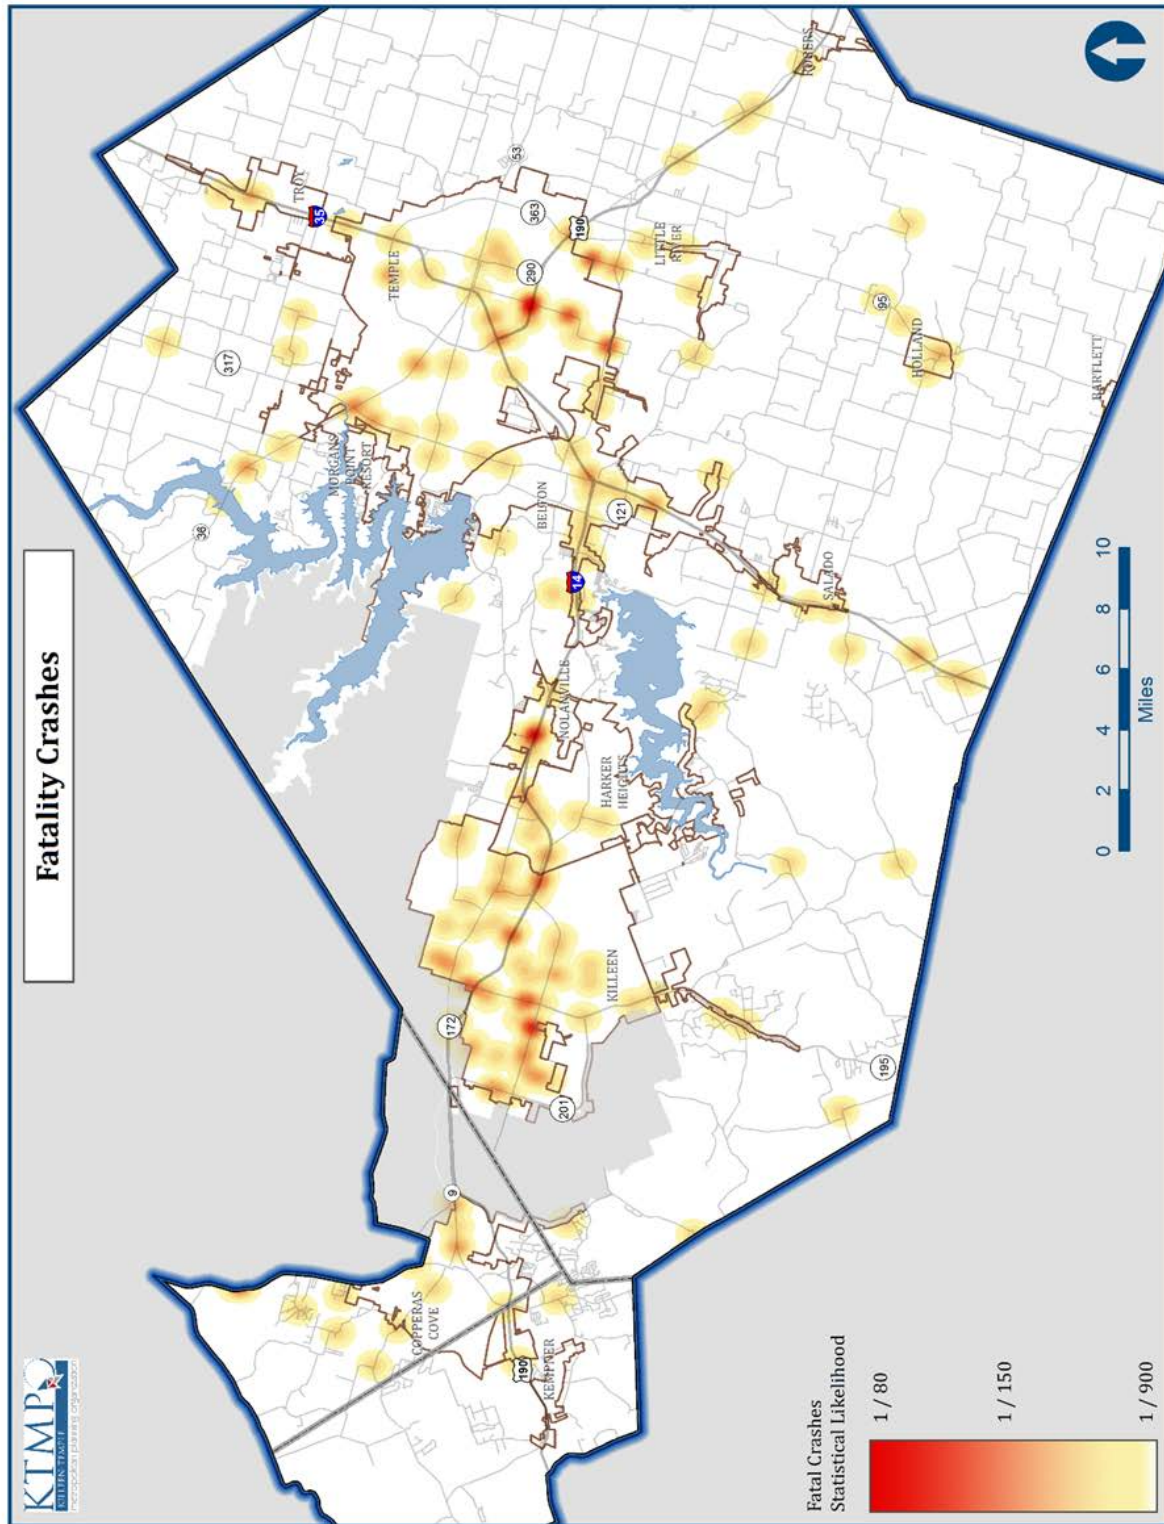 Fatality Crashes
KTMPO
KILLEEN-TEMPLE
metropolitan planning organization
36
317
TROY
35
TEMPLE
53
363
290
190
ROGERS
LITTLE
RIVER
MORGANS
POINT
RESORT
BELTON
14
121
95
HOLLAND
BARTLETT
SALADO
NOLANVILLE
HARKER
HEIGHTS
KILLEEN
172
201
195
9
COPPERAS
COVE
190
KEMPNER
Fatal Crashes
Statistical Likelihood
1 / 80
1 / 150
1 / 900
0 2 4 6 8 10
Miles